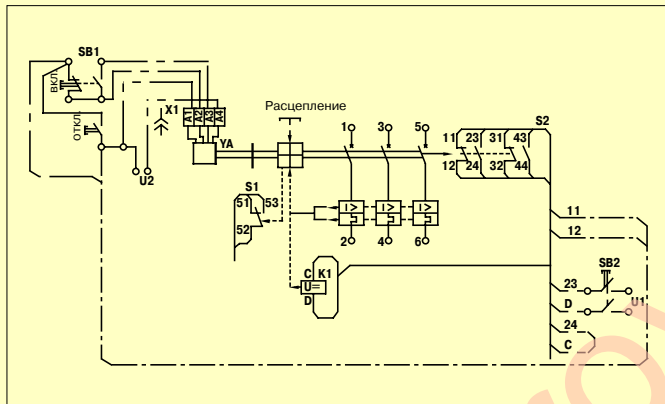 SB1
ВКЛ.
ОТКЛ.
X1
A1 A2 A3 A4
YA
U2
Расцепление
1 3 5
S2
11 23 31 43
12 24 32 44
S1
51 53
52
I> I> I>
2 4 6
C K1
U=
D
11
12
SB2
23
D U1
24
C